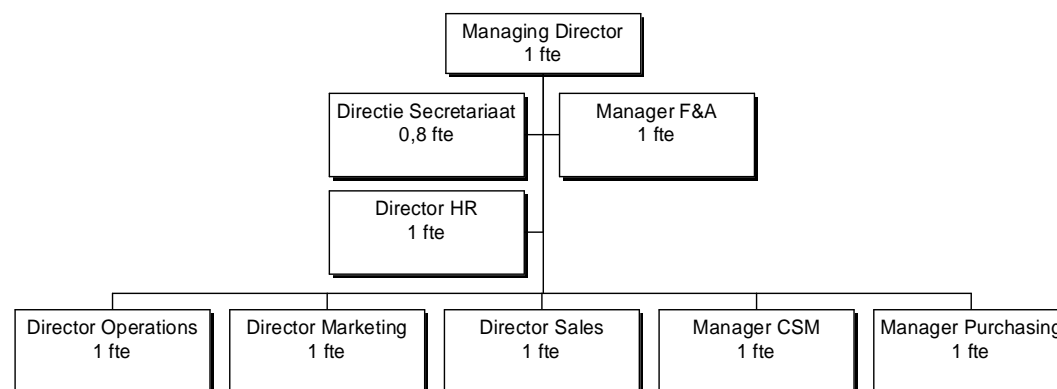 Managing Director
1 fte
Directie Secretariaat
0,8 fte
Manager F&A
1 fte
Director HR
1 fte
Director Operations
1 fte
Director Marketing
1 fte
Director Sales
1 fte
Manager CSM
1 fte
Manager Purchasing
1 fte